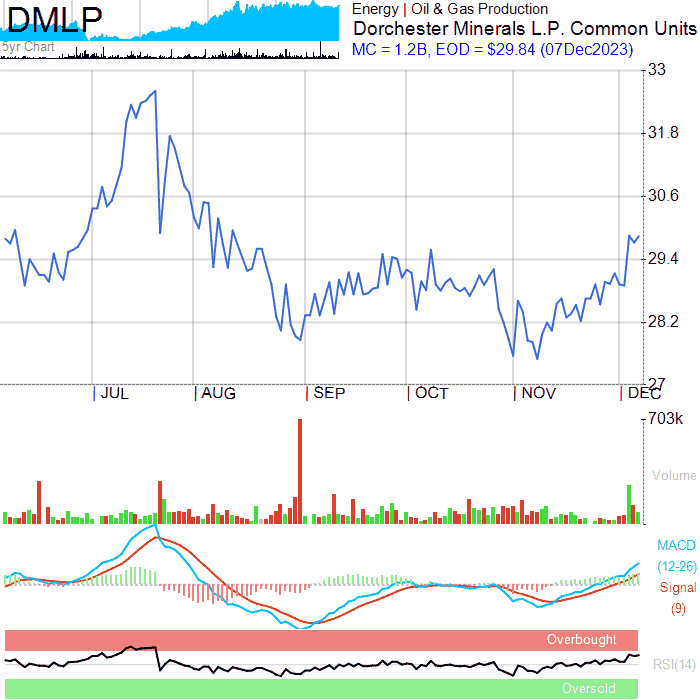 DMLP
5yr Chart
Energy | Oil & Gas Production
Dorchester Minerals L.P. Common Units
MC = 1.2B, EOD = $29.84 (07Dec2023)
33
31.8
30.6
29.4
28.2
27
JUL AUG SEP OCT NOV DEC
703k
Volume
MACD
(12-26)
Signal
(9)
Overbought
RSI(14)
Oversold